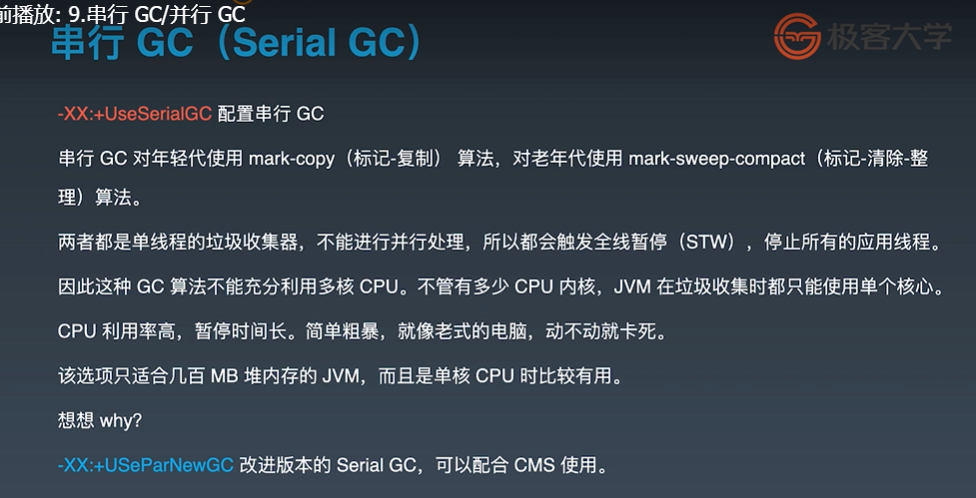 前播放: 9.串行 GC/并行 GC
串行 GC（Serial GC）
极客大学
-XX:+UseSerialGC 配置串行 GC
串行 GC 对年轻代使用 mark-copy（标记-复制） 算法，对老年代使用 mark-sweep-compact（标记-清除-整
理）算法。
两者都是单线程的垃圾收集器，不能进行并行处理，所以都会触发全线暂停（STW），停止所有的应用线程。
因此这种 GC 算法不能充分利用多核 CPU。不管有多少 CPU 内核，JVM 在垃圾收集时都只能使用单个核心。
CPU 利用率高，暂停时间长。简单粗暴，就像老式的电脑，动不动就卡死。
该选项只适合几百 MB 堆内存的 JVM，而且是单核 CPU 时比较有用。
想想 why?
-XX:+USeParNewGC 改进版本的 Serial GC，可以配合 CMS 使用。